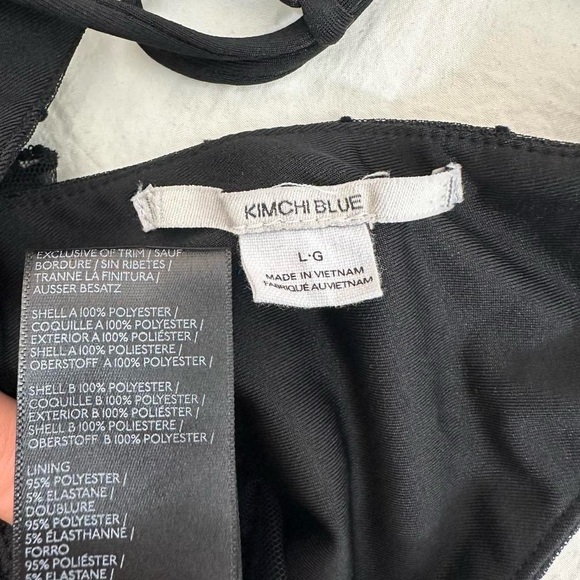 KIMCHI BLUE
L·G
MADE IN VIETNAM
FABRIQUÉ AU VIETNAM
EXCLUSIVE OF TRIM / SAUF
BORDURE / SIN RIBETES /
TRANNE LA FINITURA /
AUSSER BESATZ
SHELL A 100% POLYESTER /
COQUILLE A 100% POLYESTER /
EXTERIOR A 100% POLIÉSTER /
SHELL A 100% POLIESTERE /
OBERSTOFF A 100% POLYESTER
SHELL B 100% POLYESTER /
COQUILLE B 100% POLYESTER /
EXTERIOR B 100% POLIÉSTER /
SHELL B 100% POLIESTERE /
OBERSTOFF B 100% POLYESTER
LINING
95% POLYESTER /
5% ELASTANE /
DOUBLURE
95% POLYESTER /
5% ÉLASTHANNE /
FORRO
95% POLIÉSTER /
5% ELASTANE /